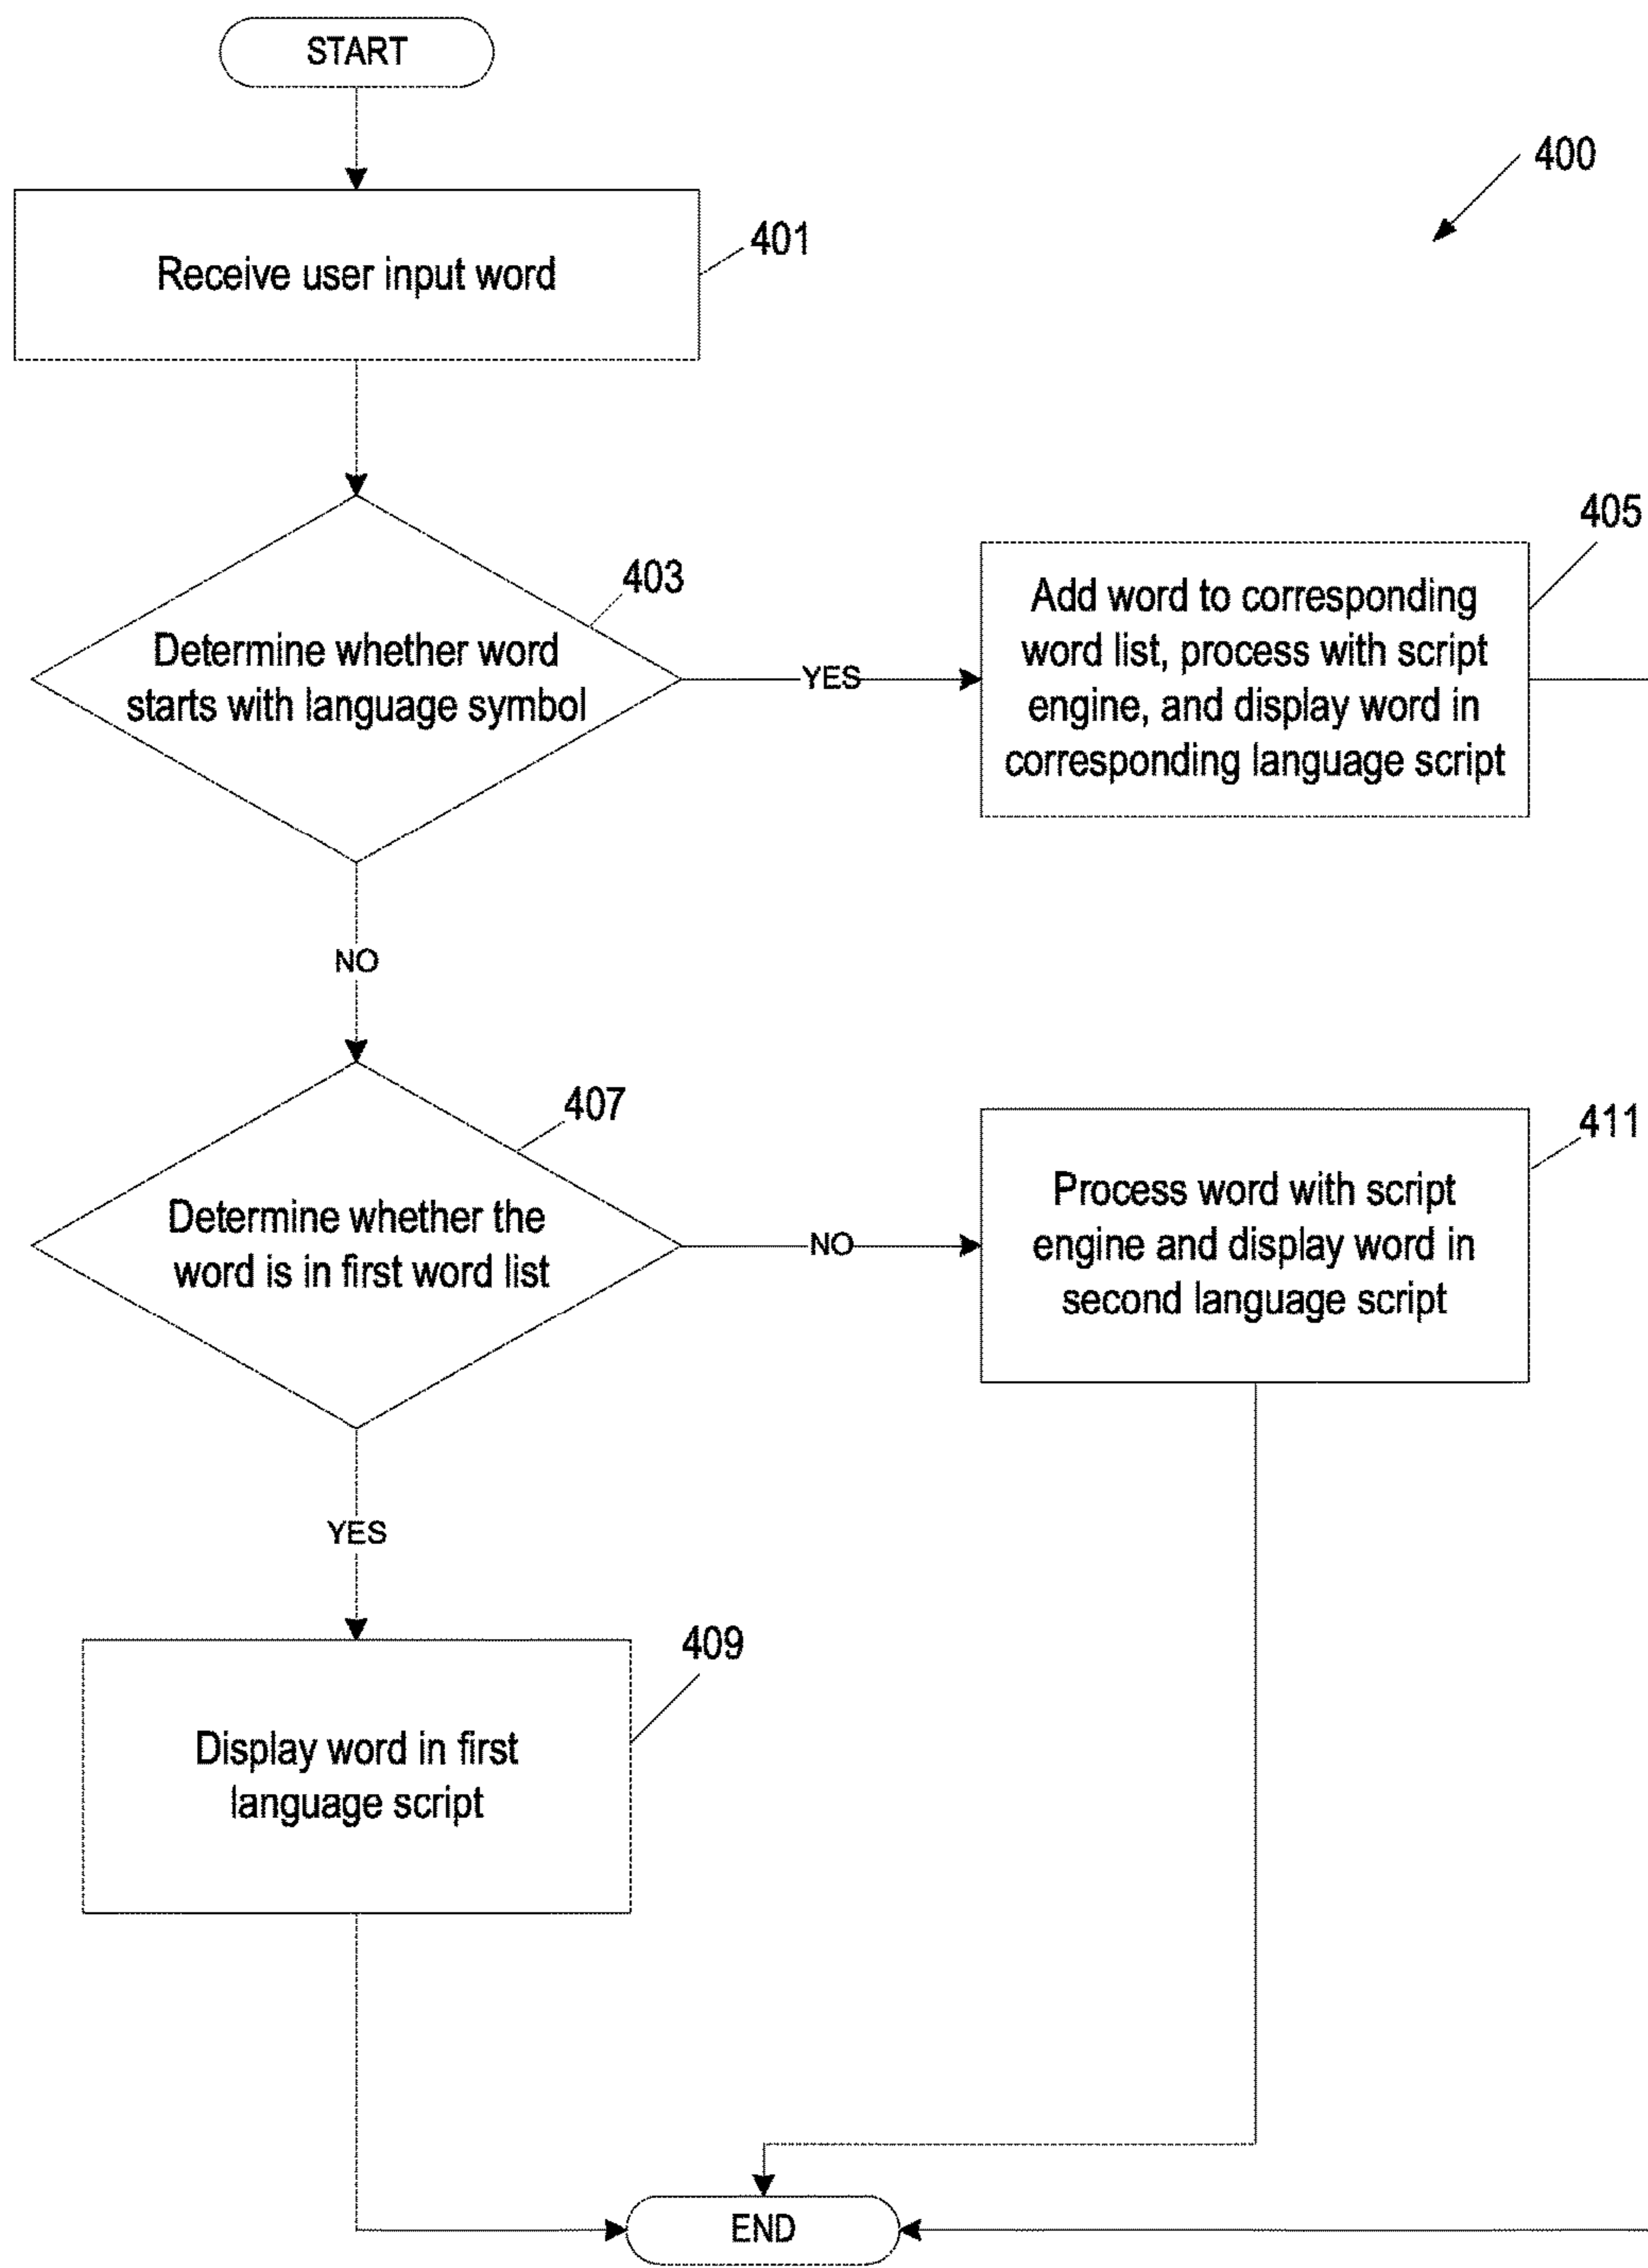 START
400
401
Receive user input word
403
Determine whether word
starts with language symbol
YES
405
Add word to corresponding
word list, process with script
engine, and display word in
corresponding language script
NO
407
Determine whether the
word is in first word list
NO
411
Process word with script
engine and display word in
second language script
YES
409
Display word in first
language script
END